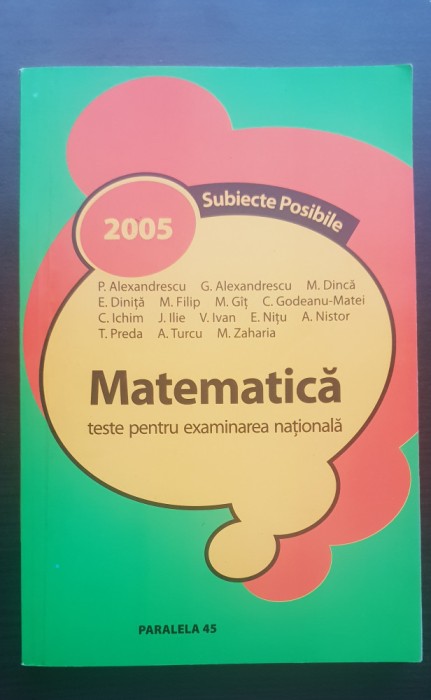 2005
Subiecte Posibile
P. Alexandrescu G. Alexandrescu M. Dincă
E. Diniță M. Filip M. Gîț C. Godeanu-Matei
C. Ichim J. Ilie V. Ivan E. Nițu A. Nistor
T. Preda A. Turcu M. Zaharia
Matematică
teste pentru examinarea națională
PARALELA 45